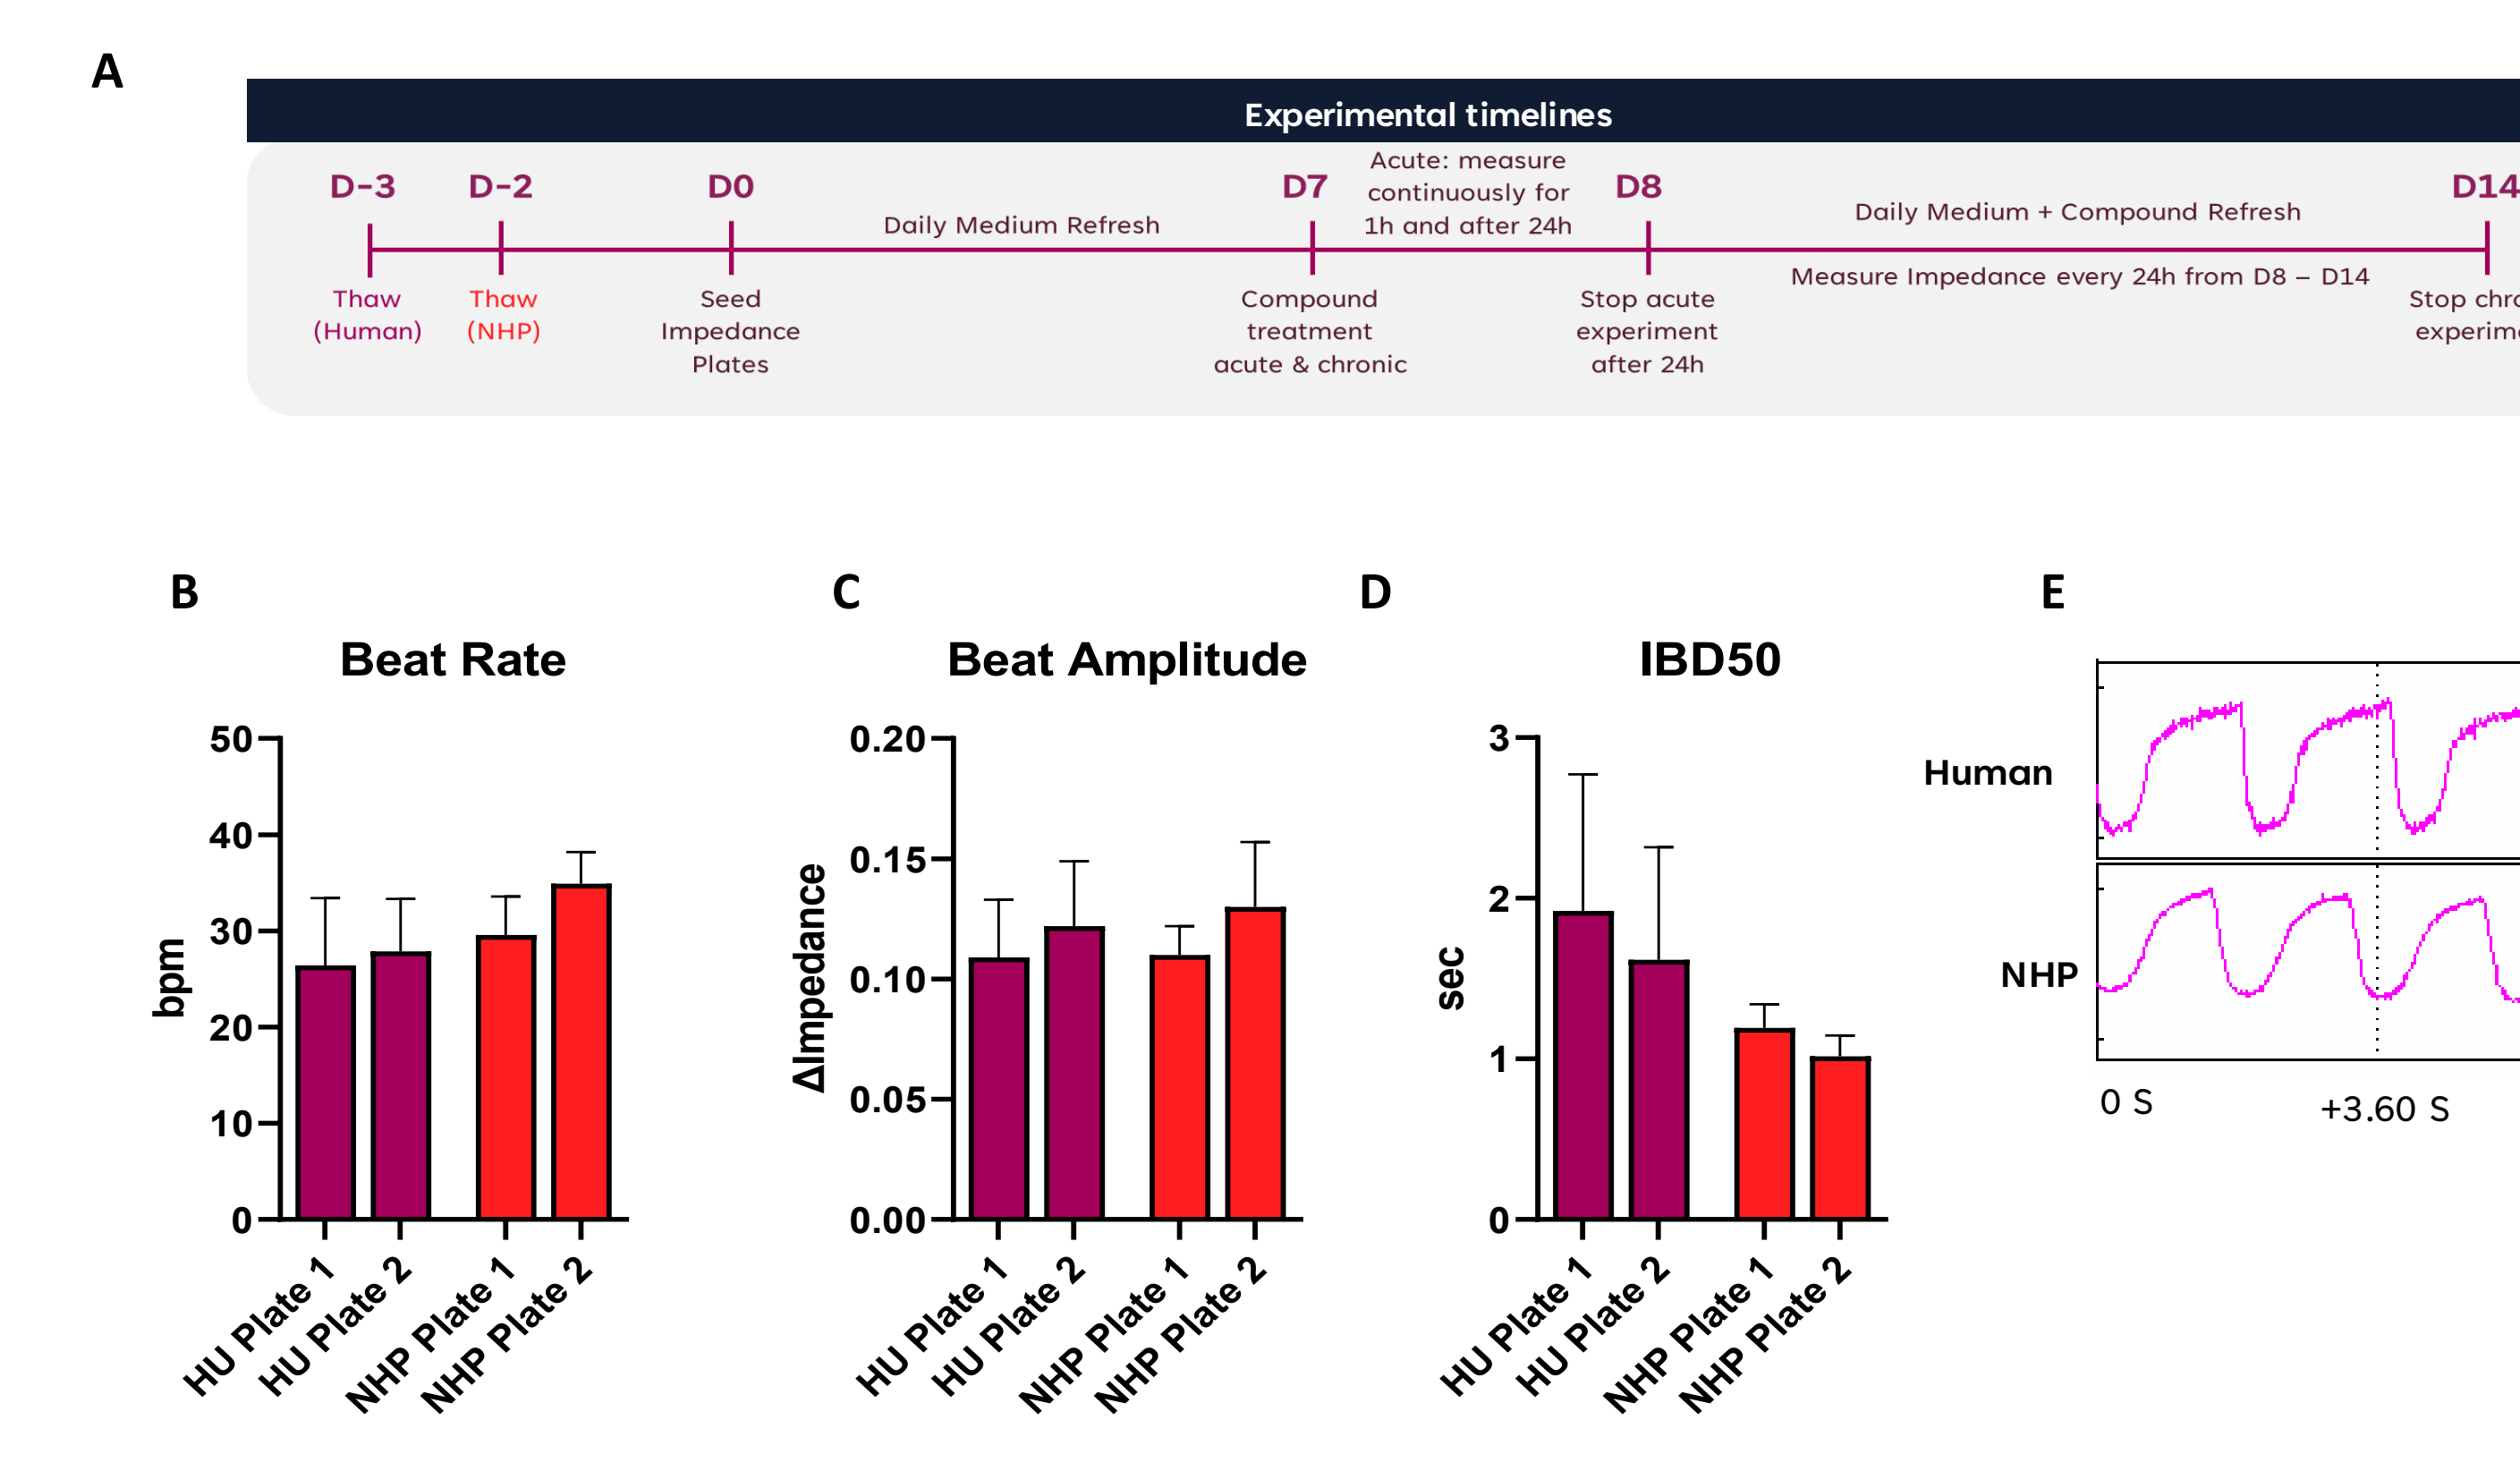 A
Experimental timelines
D-3
D-2
D0
D7
D8
D14
Acute: measure
continuously for
1h and after 24h
Daily Medium Refresh
Daily Medium + Compound Refresh
Measure Impedance every 24h from D8 – D14
Thaw
(Human)
Thaw
(NHP)
Seed
Impedance
Plates
Compound
treatment
acute & chronic
Stop acute
experiment
after 24h
Stop
B
Beat Rate
bpm
50
40
30
20
10
0
HU Plate 1
HU Plate 2
NHP Plate 1
NHP Plate 2
C
Beat Amplitude
ΔImpedance
0.20
0.15
0.10
0.05
0.00
HU Plate 1
HU Plate 2
NHP Plate 1
NHP Plate 2
D
IBD50
sec
3
2
1
0
HU Plate 1
HU Plate 2
NHP Plate 1
NHP Plate 2
E
Human
NHP
0 S
+3.60 S